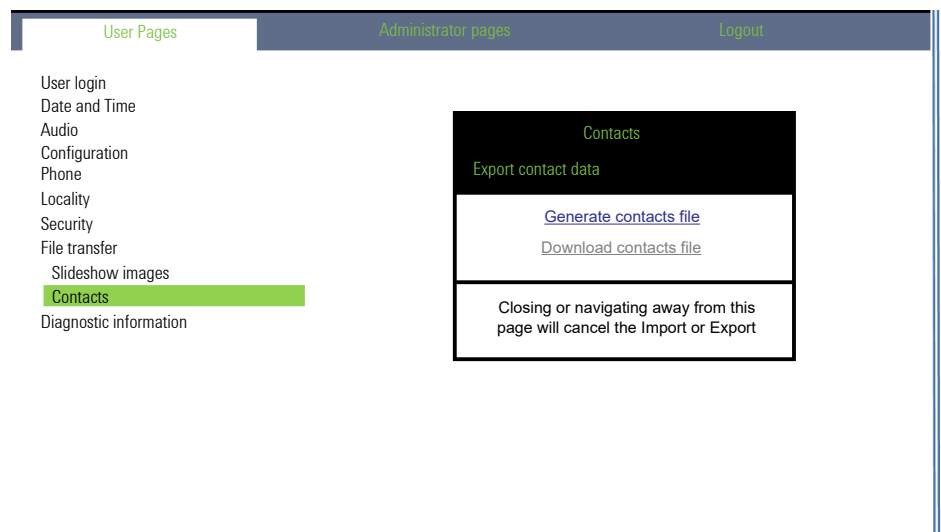 User Pages
Administrator pages
Logout
User login
Date and Time
Audio
Configuration
Phone
Locality
Security
File transfer
Slideshow images
Contacts
Diagnostic information
Contacts
Export contact data
Generate contacts file
Download contacts file
Closing or navigating away from this
page will cancel the Import or Export